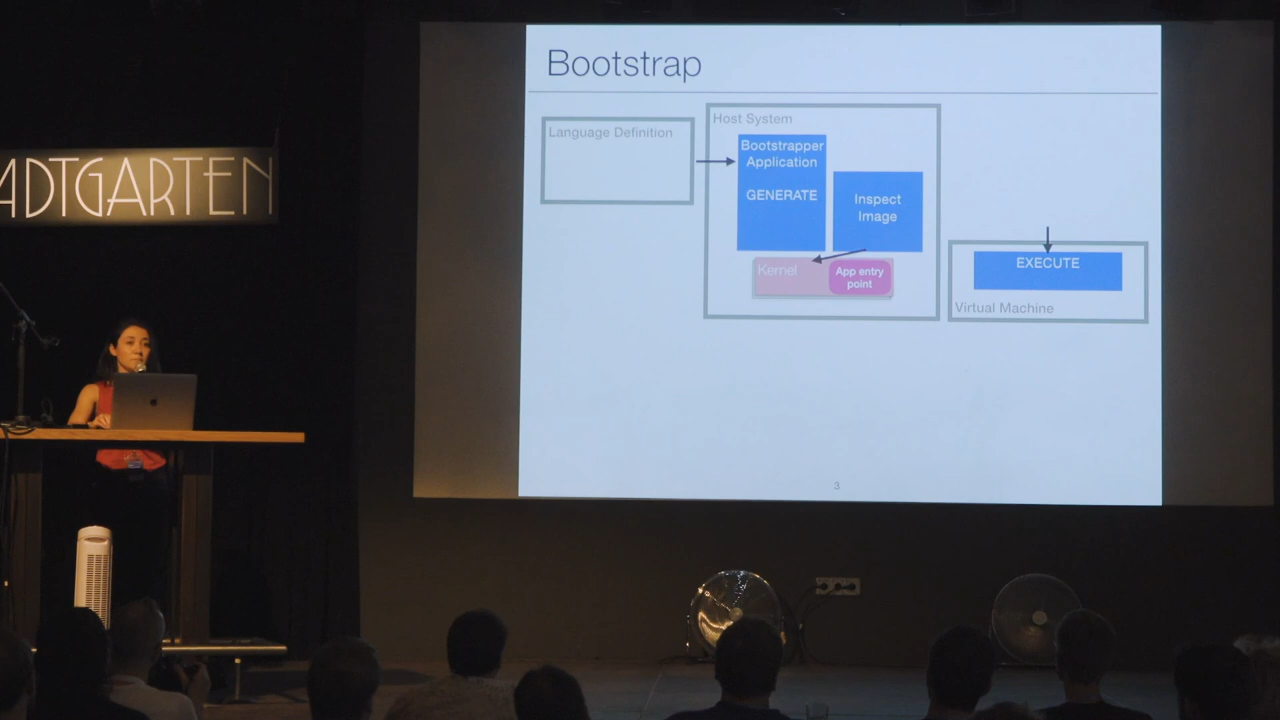 ADTGARTEN
Bootstrap
Language Definition
Host System
Bootstrapper
Application
GENERATE
Inspect
Image
Kernel
App entry
point
EXECUTE
Virtual Machine
3